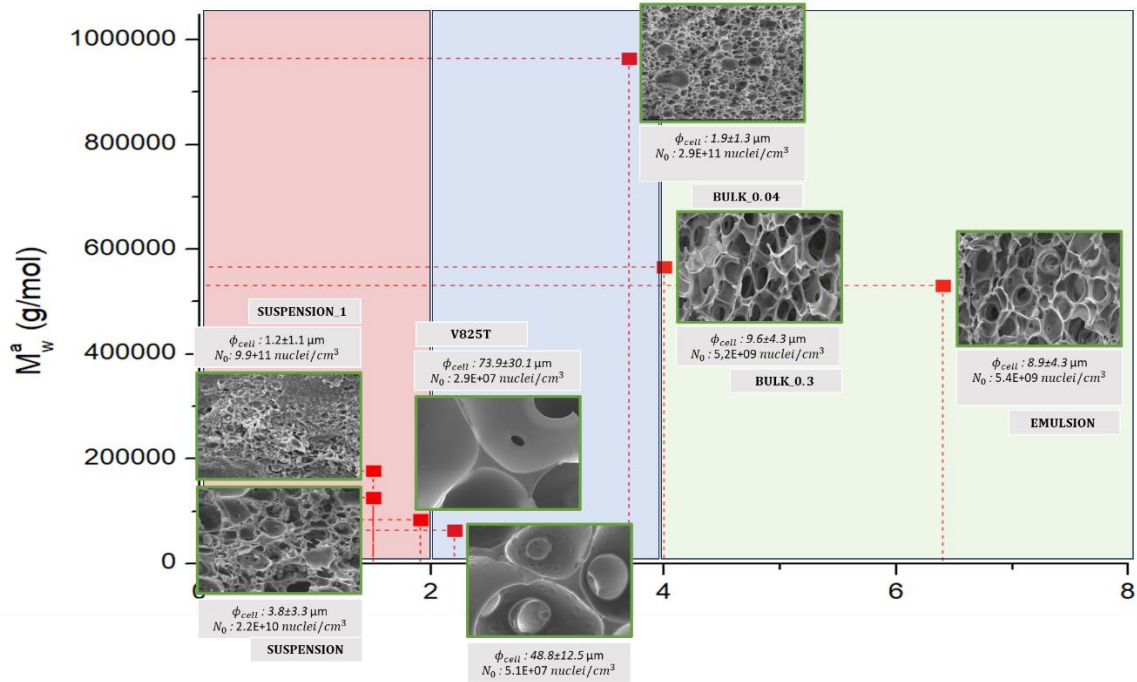 1000000
800000
600000
400000
200000
0
M^a_w (g/mol)
ϕ_cell : 1.9±1.3 μm
N_0 : 2.9E+11 nuclei/cm^3
BULK_0.04
SUSPENSION_1
ϕ_cell : 1.2±1.1 μm
N_0: 9.9+11 nuclei/cm^3
V825T
ϕ_cell : 73.9±30.1 μm
N_0 : 2.9E+07 nuclei/cm^3
ϕ_cell : 9.6±4.3 μm
N_0 : 5,2E+09 nuclei/cm^3
BULK_0.3
ϕ_cell : 8.9±4.3 μm
N_0 : 5.4E+09 nuclei/cm^3
EMULSION
0 2 4 6 8
ϕ_cell : 3.8±3.3 μm
N_0 : 2.2E+10 nuclei/cm^3
SUSPENSION
ϕ_cell : 48.8±12.5 μm
N_0 : 5.1E+07 nuclei/cm^3